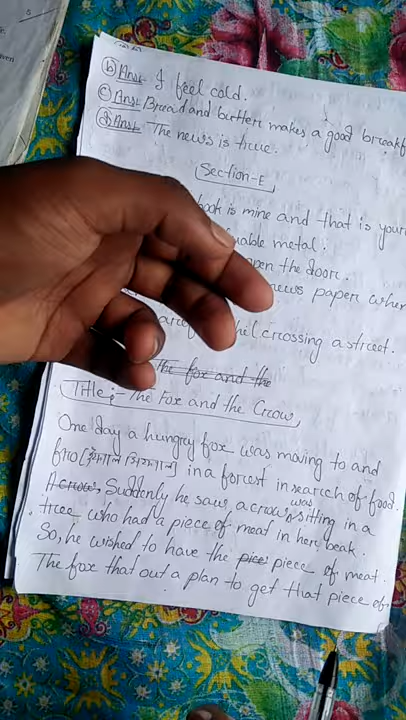 (b) Ans- I feel cold.
(c) Ans- Bread and butter makes a good breakf
(d) Ans- The news is true.
Section-E
book is mine and that is your
uable metal.
open the door.
news paper when
crossing a street.
The fox and the
Title:- The Fox and the Crow
One day a hungry fox was moving to and
fro in a forest in search of food.
A crow, Suddenly he saw a crow was sitting in a
tree who had a piece of meat in her beak.
So, he wished to have the pice piece of meat.
The fox that out a plan to get that piece of